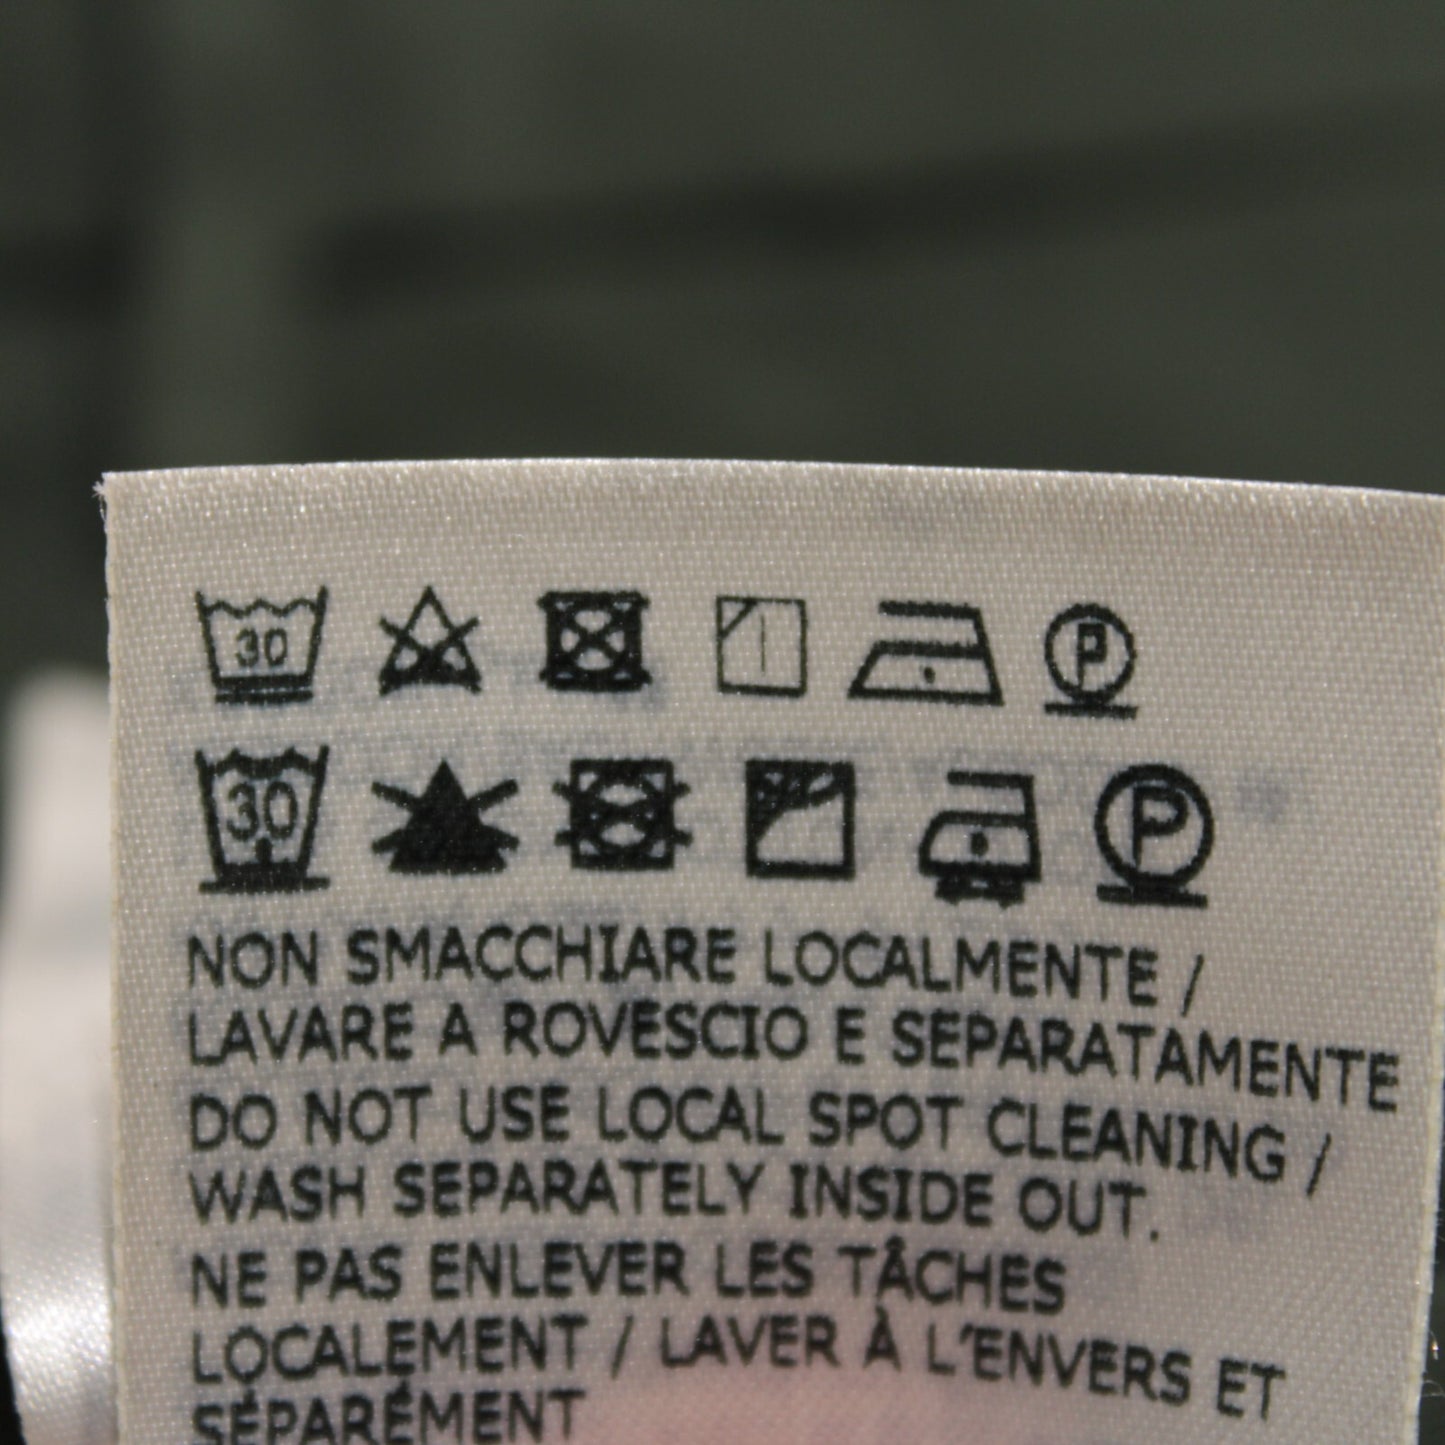 30 P
30 P
NON SMACCHIARE LOCALMENTE /
LAVARE A ROVESCIO E SEPARATAMENTE
DO NOT USE LOCAL SPOT CLEANING /
WASH SEPARATELY INSIDE OUT.
NE PAS ENLEVER LES TÂCHES
LOCALEMENT / LAVER À L'ENVERS ET
SÉPARÉMENT